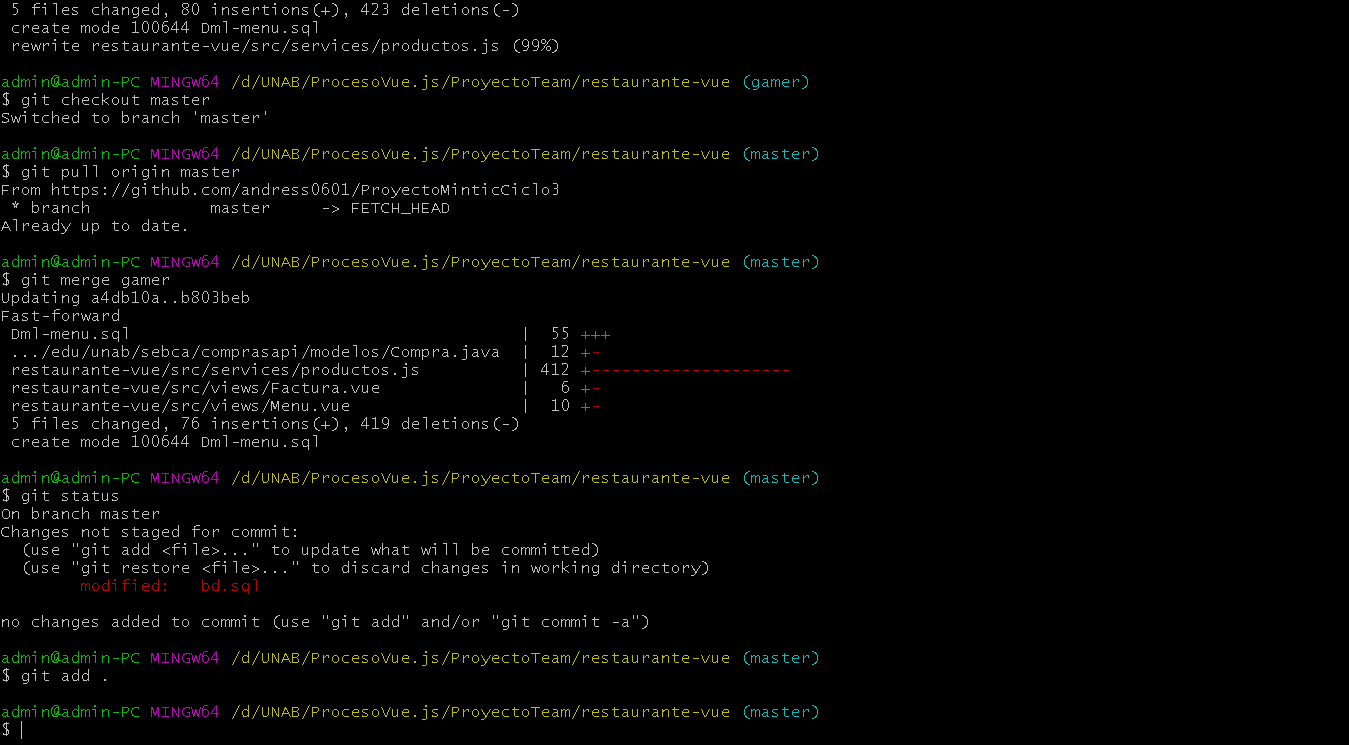 5 files changed, 80 insertions(+), 423 deletions(-)
 create mode 100644 Dml-menu.sql
 rewrite restaurante-vue/src/services/productos.js (99%)

admin@admin-PC MINGW64 /d/UNAB/ProcesoVue.js/ProyectoTeam/restaurante-vue (gamer)
$ git checkout master
Switched to branch 'master'

admin@admin-PC MINGW64 /d/UNAB/ProcesoVue.js/ProyectoTeam/restaurante-vue (master)
$ git pull origin master
From https://github.com/andress0601/ProyectoMinticCiclo3
 * branch            master     -> FETCH_HEAD
Already up to date.

admin@admin-PC MINGW64 /d/UNAB/ProcesoVue.js/ProyectoTeam/restaurante-vue (master)
$ git merge gamer
Updating a4db10a..b803beb
Fast-forward
 Dml-menu.sql                                       |  55 +++
 .../edu/unab/sebca/comprasapi/modelos/Compra.java  |  12 +-
 restaurante-vue/src/services/productos.js          | 412 +--------------------
 restaurante-vue/src/views/Factura.vue              |   6 +-
 restaurante-vue/src/views/Menu.vue                 |  10 +-
 5 files changed, 76 insertions(+), 419 deletions(-)
 create mode 100644 Dml-menu.sql

admin@admin-PC MINGW64 /d/UNAB/ProcesoVue.js/ProyectoTeam/restaurante-vue (master)
$ git status
On branch master
Changes not staged for commit:
  (use "git add <file>..." to update what will be committed)
  (use "git restore <file>..." to discard changes in working directory)
        modified:   bd.sql

no changes added to commit (use "git add" and/or "git commit -a")

admin@admin-PC MINGW64 /d/UNAB/ProcesoVue.js/ProyectoTeam/restaurante-vue (master)
$ git add .

admin@admin-PC MINGW64 /d/UNAB/ProcesoVue.js/ProyectoTeam/restaurante-vue (master)
$